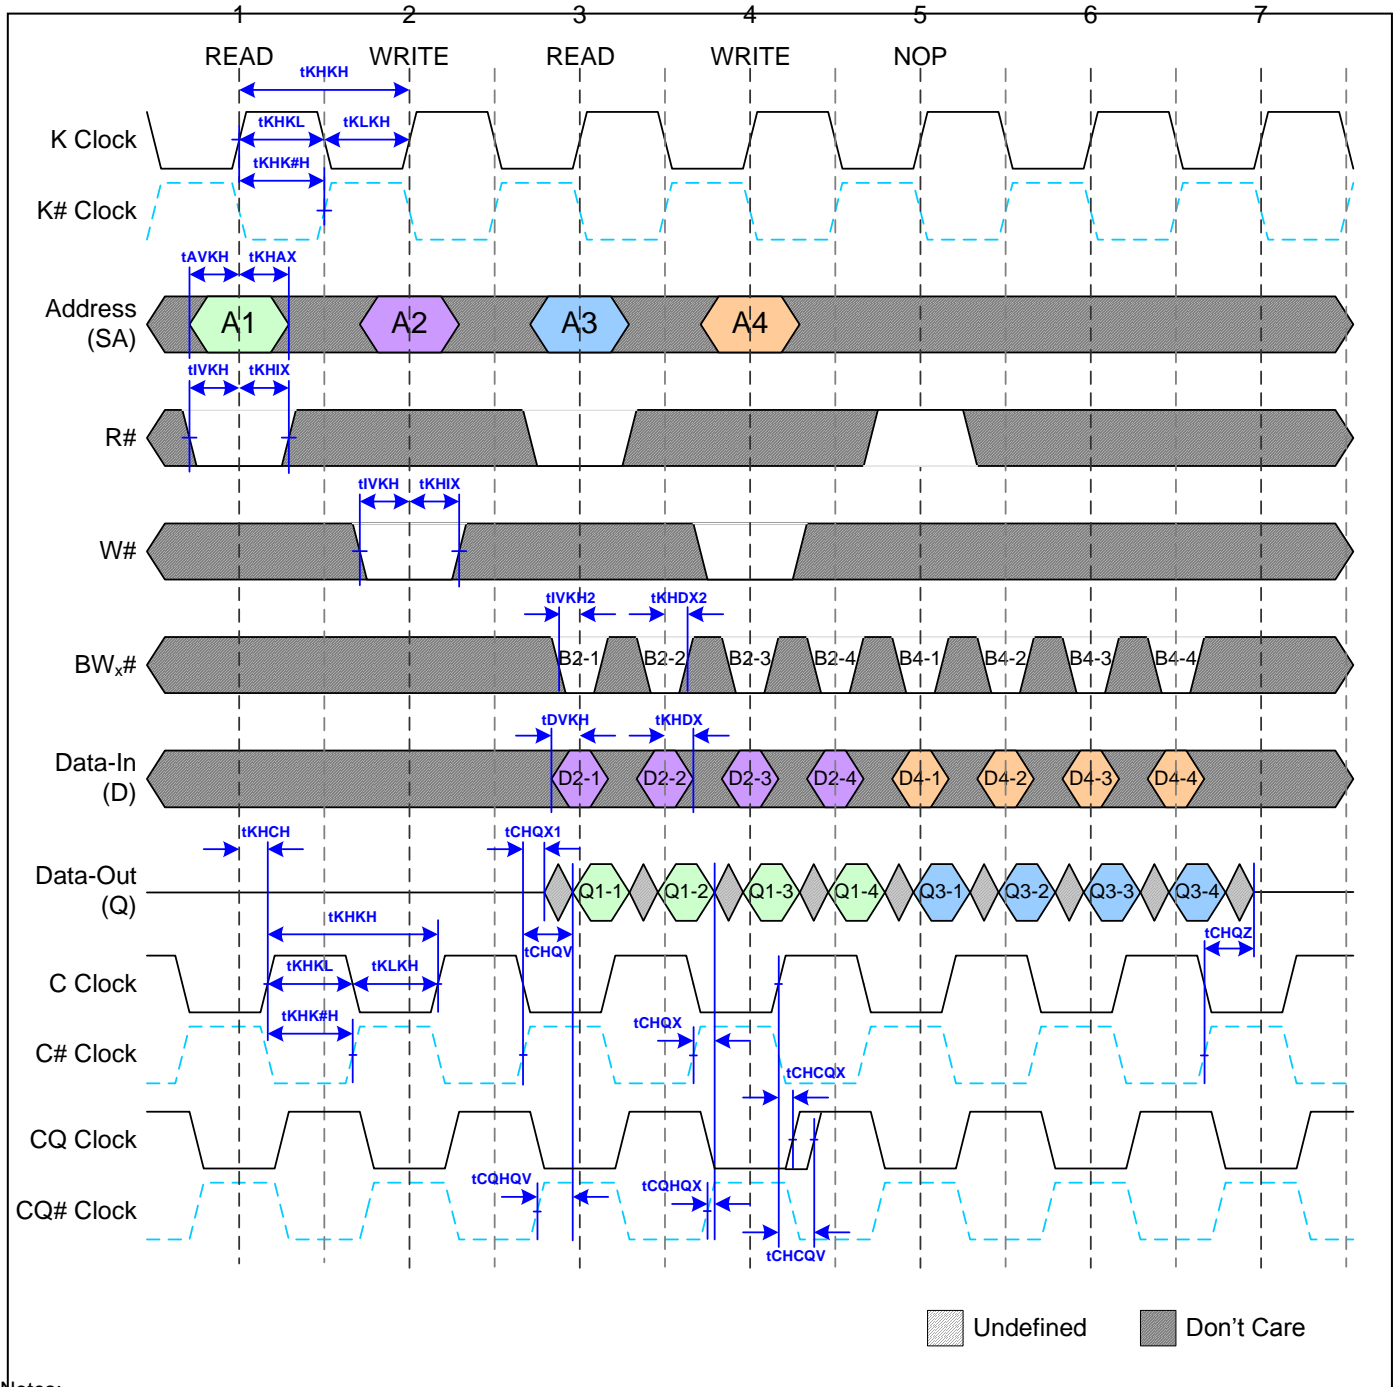 1 2 3 4 5 6 7
READ WRITE READ WRITE NOP
tKHKH
K Clock tKHKL tKLKH
tKHK#H
K# Clock
tAVKH tKHAX
Address (SA) A1 A2 A3 A4
tIVKH tKHIX
R#
tIVKH tKHIX
W#
tIVKH2 tKHDX2
BWx# B2-1 B2-2 B2-3 B2-4 B4-1 B4-2 B4-3 B4-4
tDVKH tKHDX
Data-In (D) D2-1 D2-2 D2-3 D2-4 D4-1 D4-2 D4-3 D4-4
tKHCH tCHQX1
Data-Out (Q) Q1-1 Q1-2 Q1-3 Q1-4 Q3-1 Q3-2 Q3-3 Q3-4
tKHKH tCHQV tCHQZ
C Clock tKHKL tKLKH
tKHK#H tCHQX
C# Clock
tCHCQX
CQ Clock
tCQHQV tCQHQX
CQ# Clock
tCHCQV
Undefined Don't Care